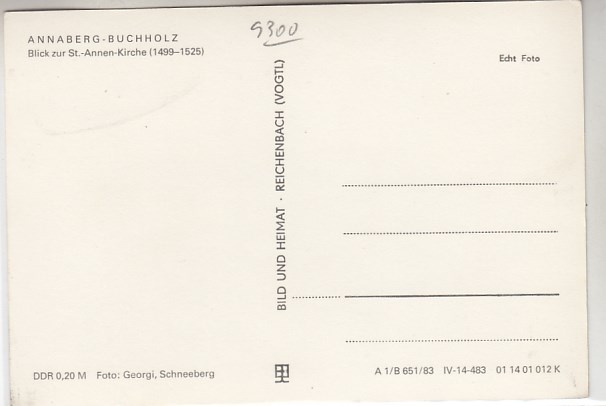 ANNABERG-BUCHHOLZ
Blick zur St.-Annen-Kirche (1499–1525)
9300
Echt Foto
BILD UND HEIMAT · REICHENBACH (VOGTL)
DDR 0,20 M Foto: Georgi, Schneeberg
A 1/B 651/83 IV-14-483 01 14 01 012 K